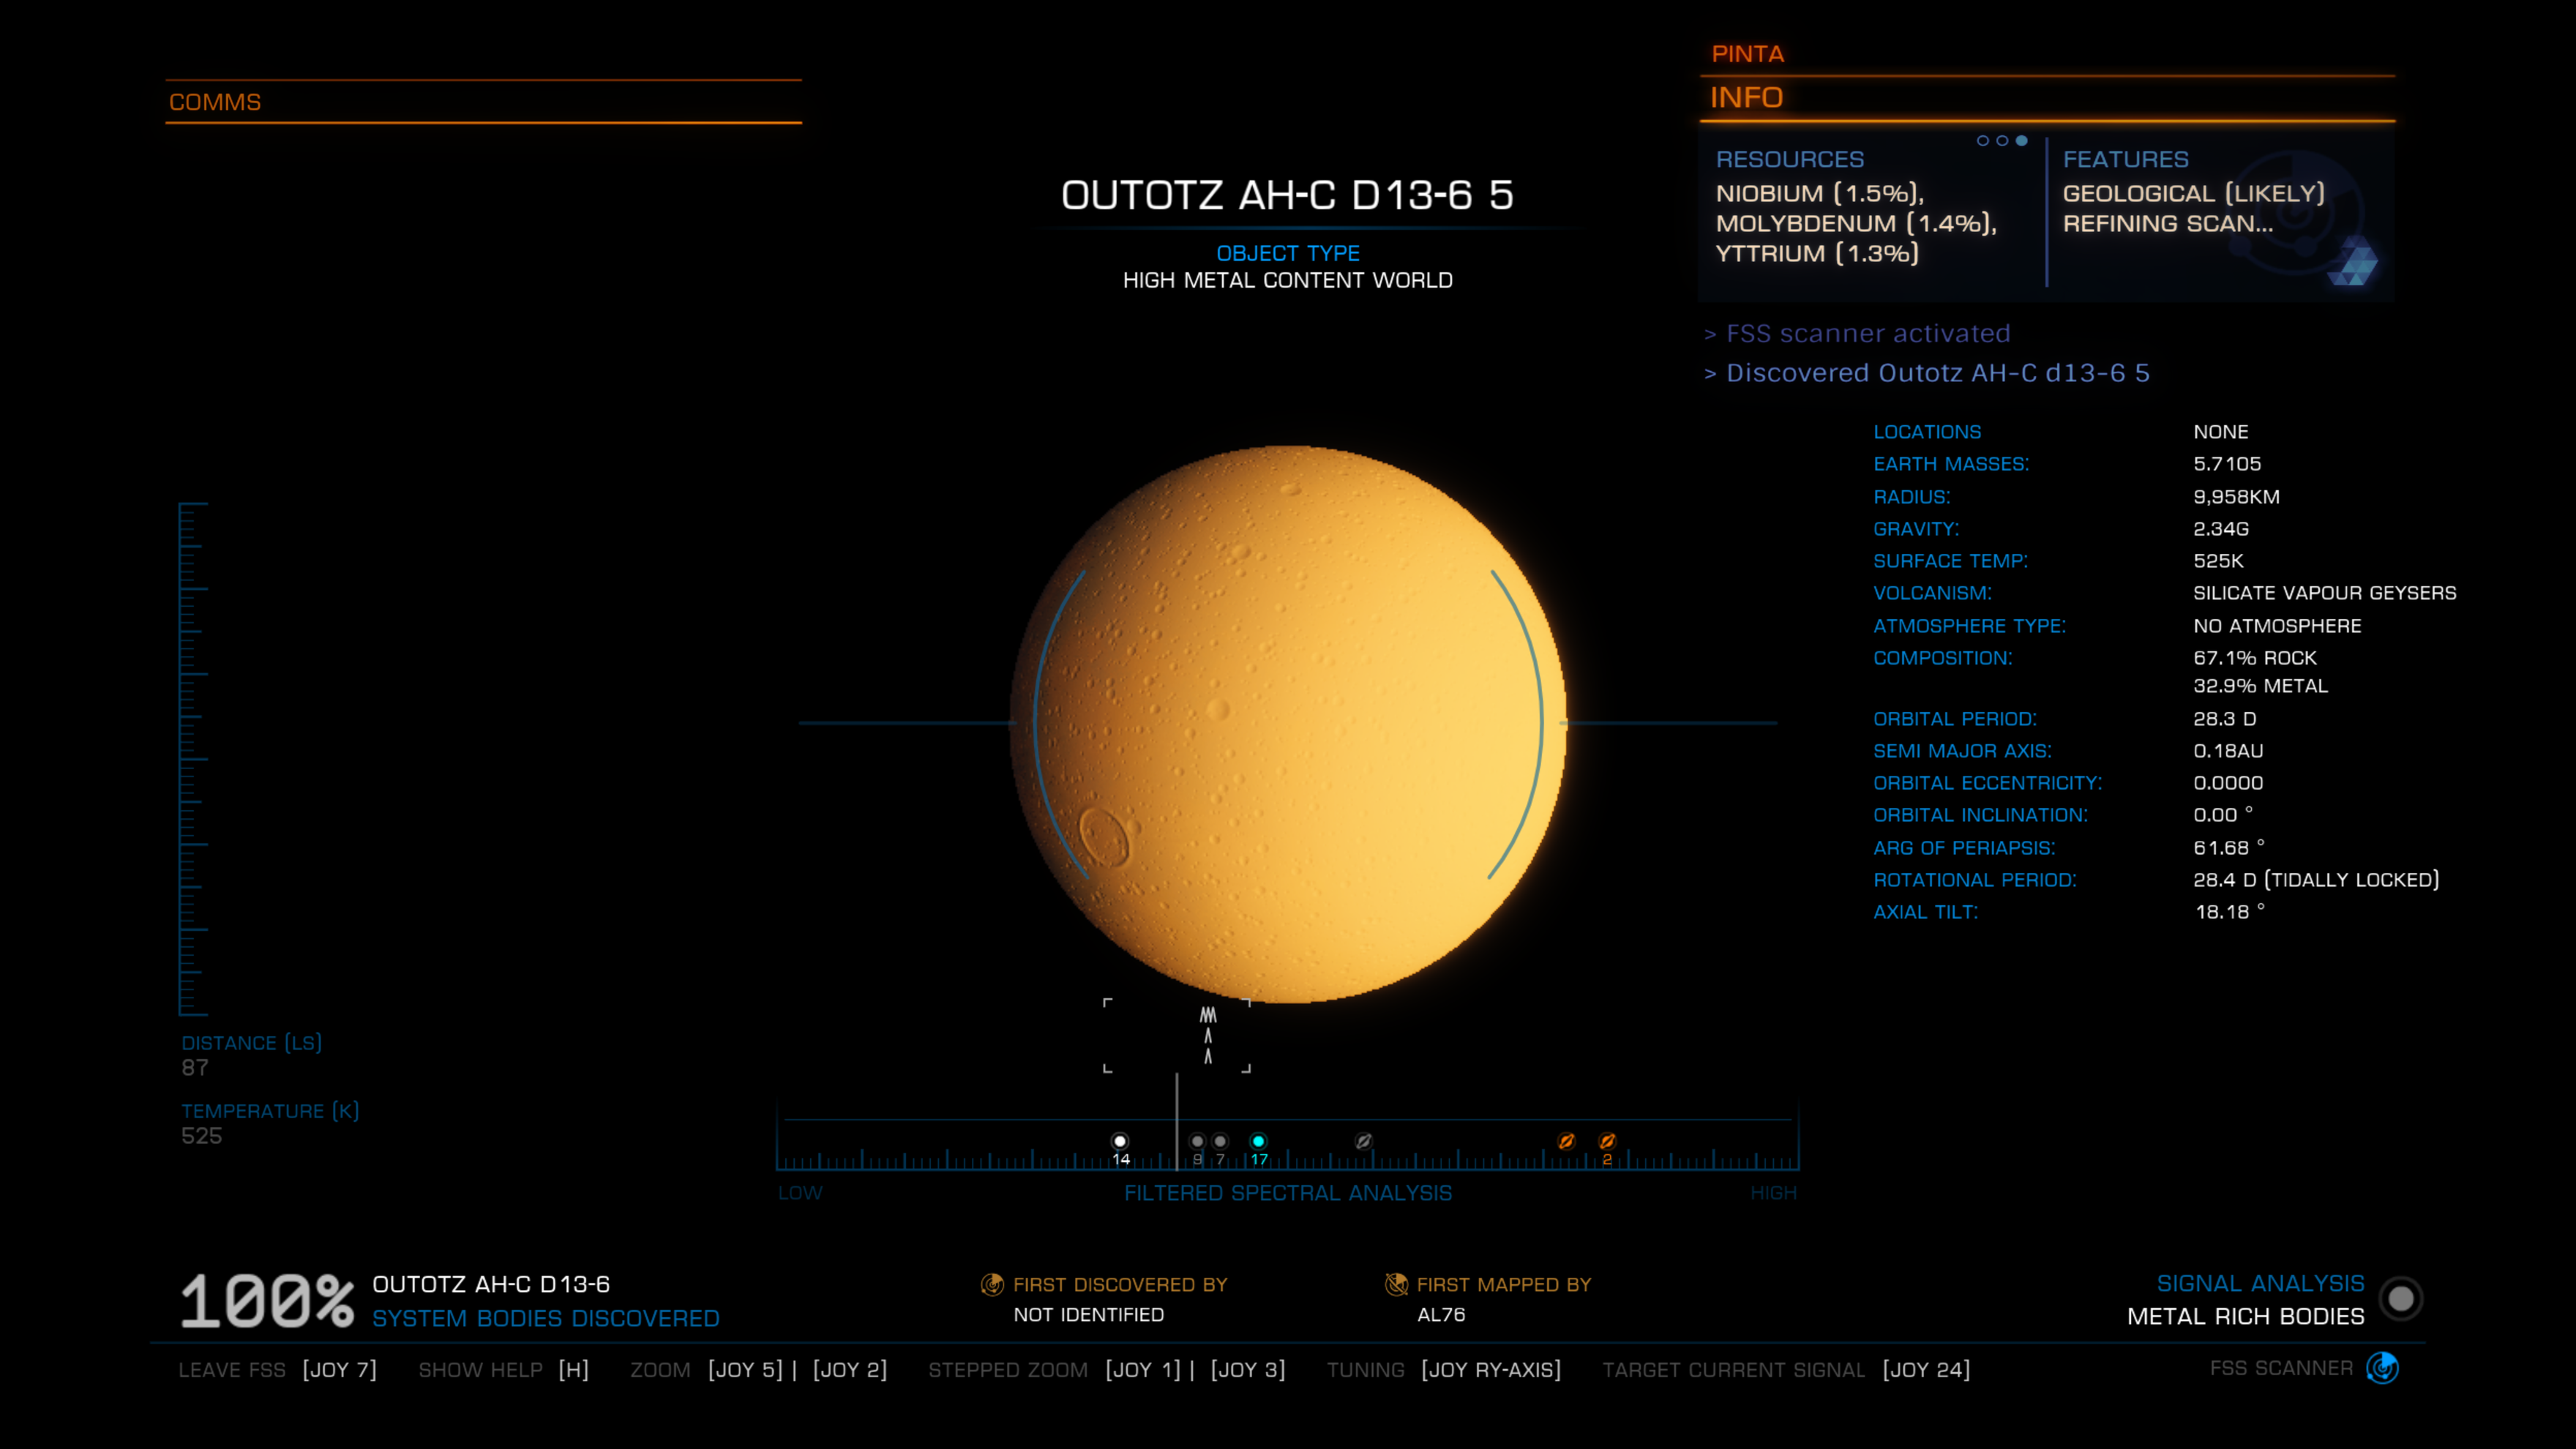 COMMS
PINTA
INFO
RESOURCES
NIOBIUM (1.5%),
MOLYBDENUM (1.4%),
YTTRIUM (1.3%)
FEATURES
GEOLOGICAL (LIKELY)
REFINING SCAN...
> FSS scanner activated
> Discovered Outotz AH-C d13-6 5
OUTOTZ AH-C D13-6 5
OBJECT TYPE
HIGH METAL CONTENT WORLD
LOCATIONS NONE
EARTH MASSES: 5.7105
RADIUS: 9,958KM
GRAVITY: 2.34G
SURFACE TEMP: 525K
VOLCANISM: SILICATE VAPOUR GEYSERS
ATMOSPHERE TYPE: NO ATMOSPHERE
COMPOSITION: 67.1% ROCK
32.9% METAL
ORBITAL PERIOD: 28.3 D
SEMI MAJOR AXIS: 0.18AU
ORBITAL ECCENTRICITY: 0.0000
ORBITAL INCLINATION: 0.00 °
ARG OF PERIAPSIS: 61.68 °
ROTATIONAL PERIOD: 28.4 D (TIDALLY LOCKED)
AXIAL TILT: 18.18 °
DISTANCE (LS)
87
TEMPERATURE (K)
525
14 9 7 17 2
LOW FILTERED SPECTRAL ANALYSIS HIGH
100%
OUTOTZ AH-C D13-6
SYSTEM BODIES DISCOVERED
FIRST DISCOVERED BY
NOT IDENTIFIED
FIRST MAPPED BY
AL76
SIGNAL ANALYSIS
METAL RICH BODIES
LEAVE FSS [JOY 7] SHOW HELP [H] ZOOM [JOY 5] | [JOY 2] STEPPED ZOOM [JOY 1] | [JOY 3] TUNING [JOY RY-AXIS] TARGET CURRENT SIGNAL [JOY 24] FSS SCANNER